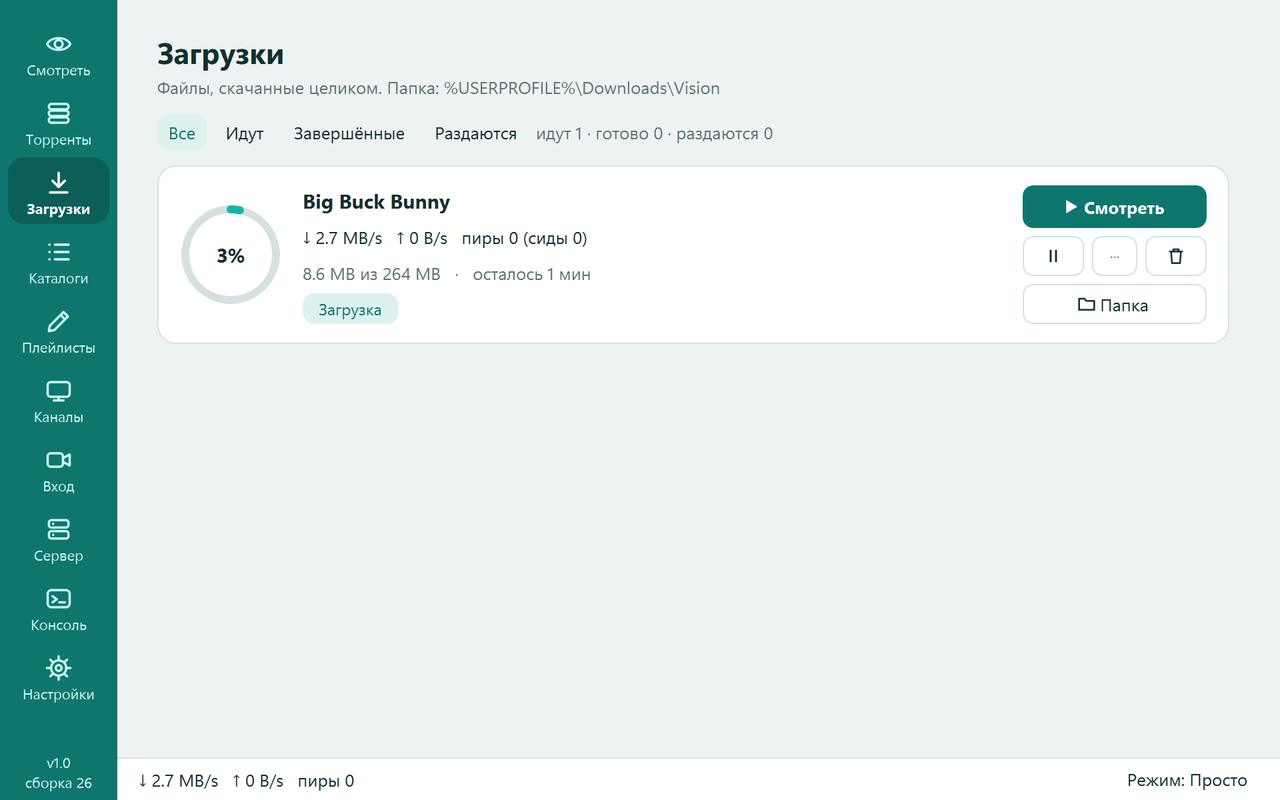 Смотреть
Торренты
Загрузки
Каталоги
Плейлисты
Каналы
Вход
Сервер
Консоль
Настройки
v1.0
сборка 26
Загрузки
Файлы, скачанные целиком. Папка: %USERPROFILE%\Downloads\Vision
Все Идут Завершённые Раздаются идут 1 · готово 0 · раздаются 0
3%
Big Buck Bunny
↓ 2.7 MB/s ↑ 0 B/s пиры 0 (сиды 0)
8.6 MB из 264 MB · осталось 1 мин
Загрузка
Смотреть
...
Папка
↓ 2.7 MB/s ↑ 0 B/s пиры 0
Режим: Просто